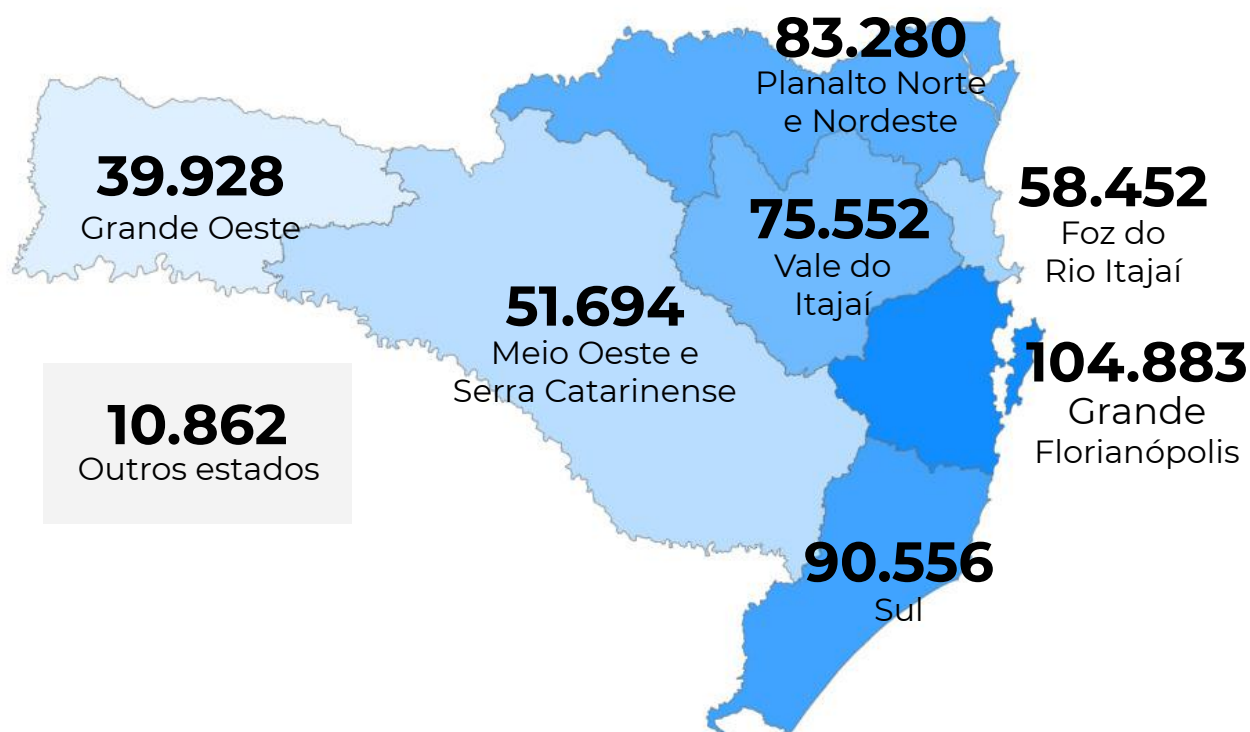 83.280
Planalto Norte
e Nordeste
39.928
Grande Oeste
58.452
Foz do
Rio Itajaí
75.552
Vale do
Itajaí
51.694
Meio Oeste e
Serra Catarinense
104.883
Grande
Florianópolis
10.862
Outros estados
90.556
Sul